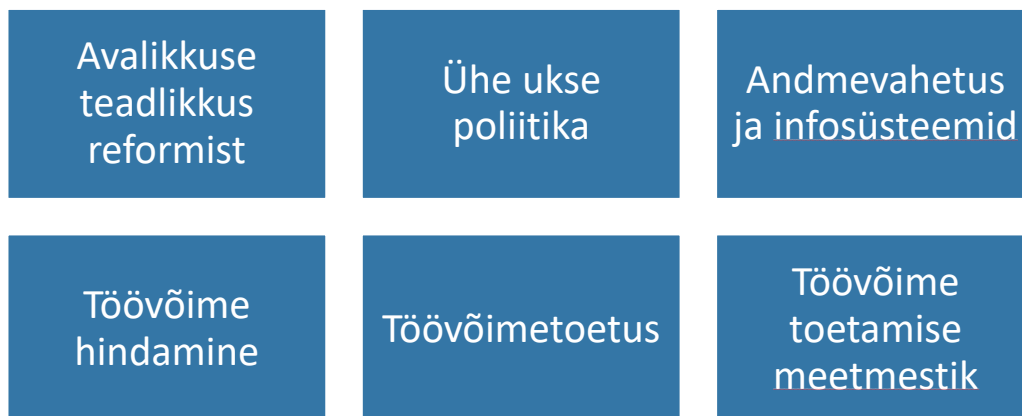 Avalikkuse
teadlikkus
reformist
Ühe ukse
poliitika
Andmevahetus
ja infosüsteemid
Töövõime
hindamine
Töövõimetoetus
Töövõime
toetamise
meetmestik